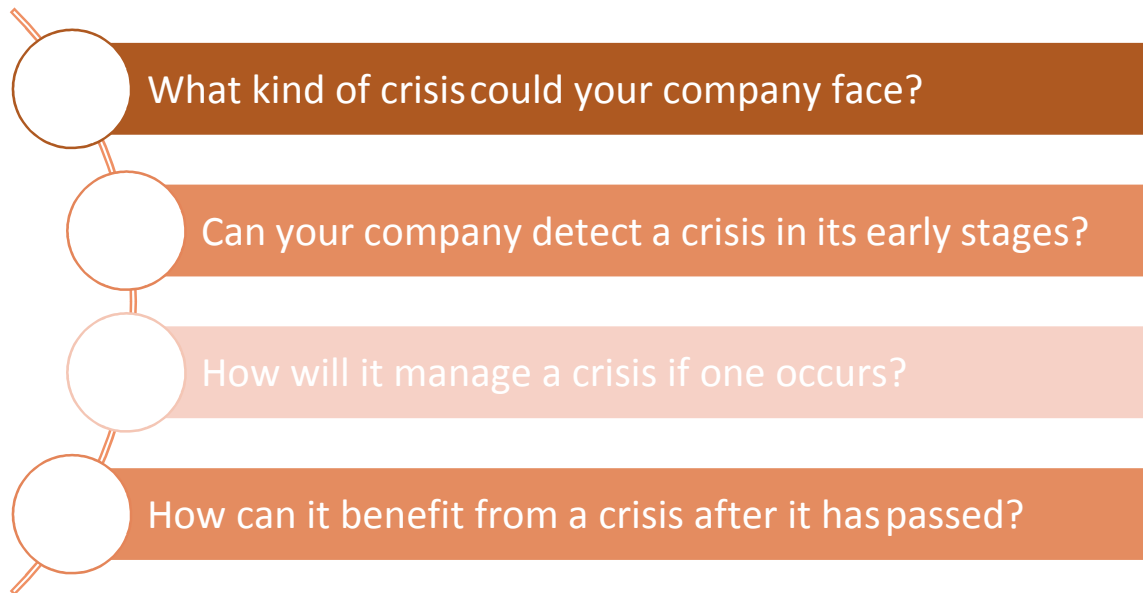 What kind of crisis could your company face?
Can your company detect a crisis in its early stages?
How will it manage a crisis if one occurs?
How can it benefit from a crisis after it has passed?